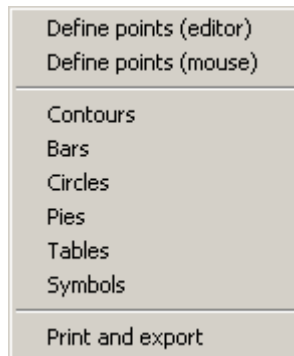 Define points (editor)
Define points (mouse)
Contours
Bars
Circles
Pies
Tables
Symbols
Print and export